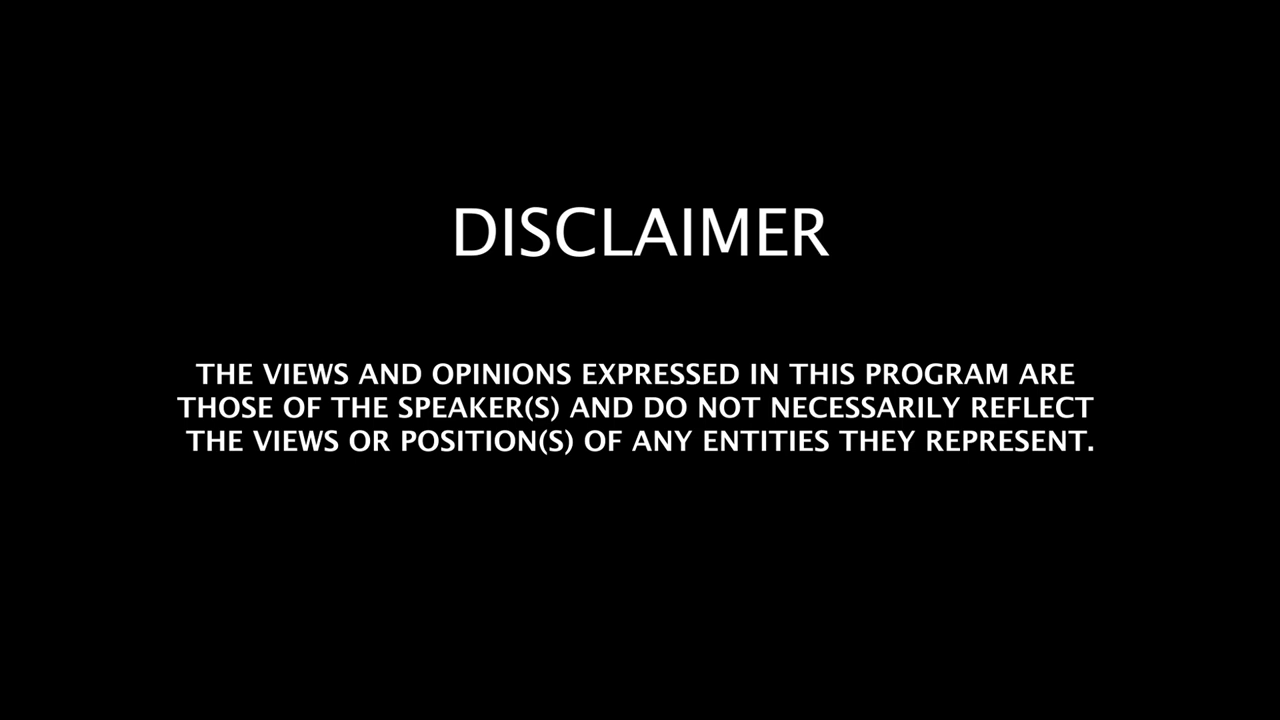 DISCLAIMER
THE VIEWS AND OPINIONS EXPRESSED IN THIS PROGRAM ARE
THOSE OF THE SPEAKER(S) AND DO NOT NECESSARILY REFLECT
THE VIEWS OR POSITION(S) OF ANY ENTITIES THEY REPRESENT.